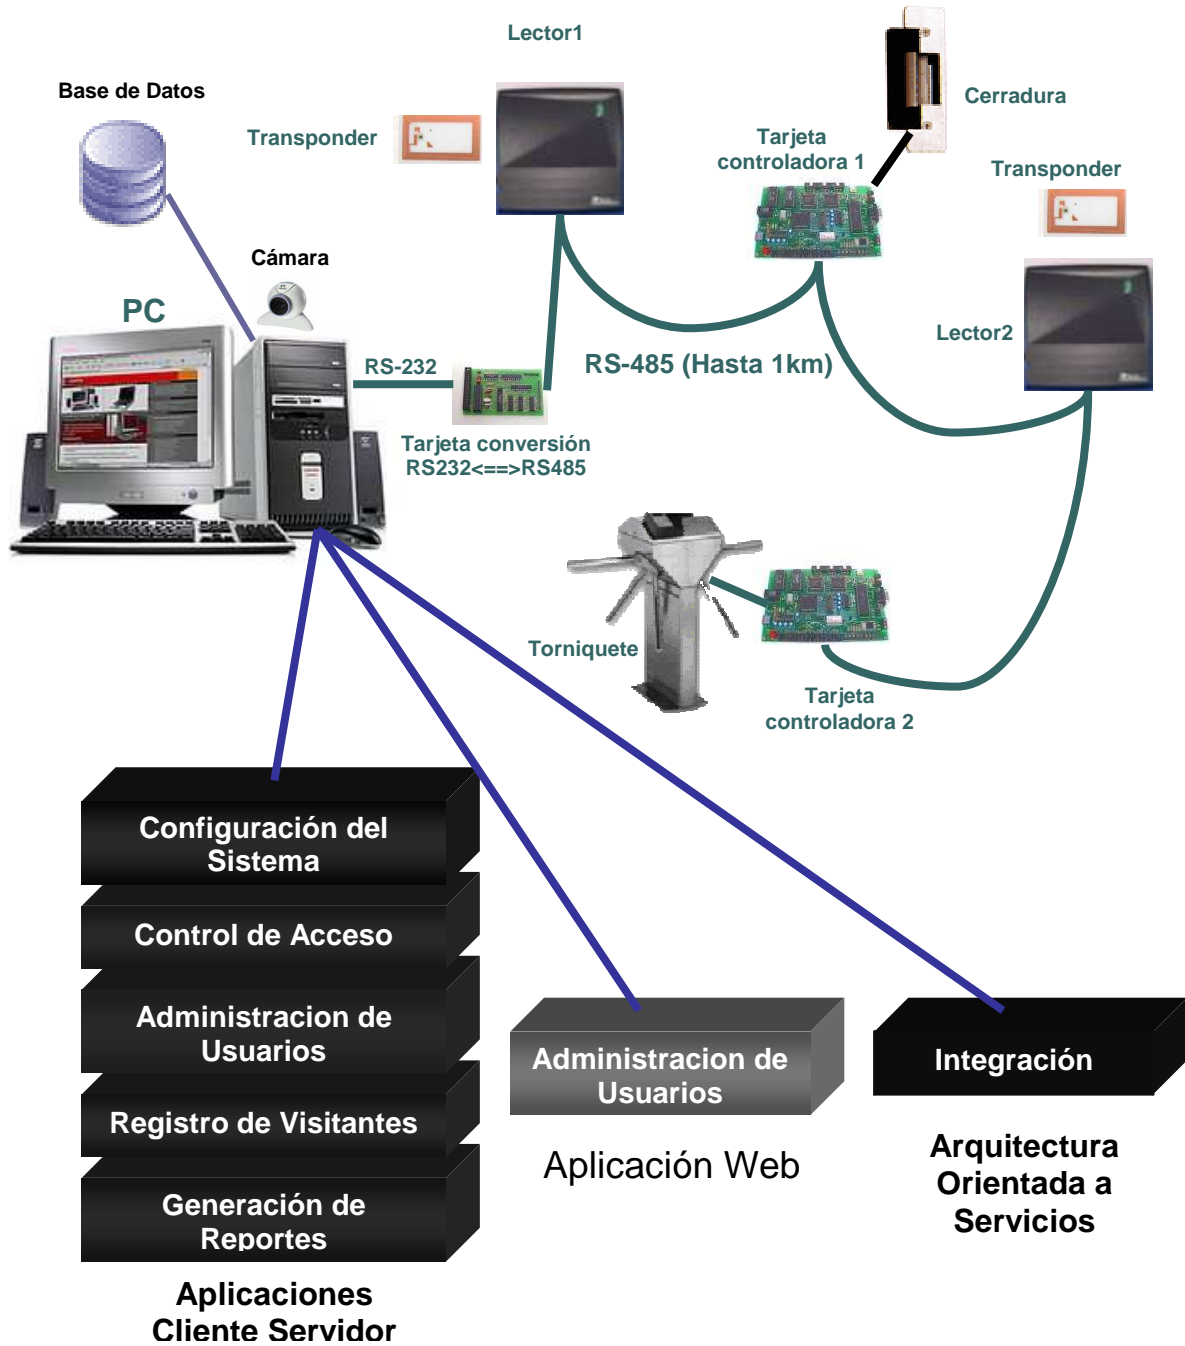 Lector1
Base de Datos
Cerradura
Transponder
Tarjeta
controladora 1
Transponder
Cámara
PC
Lector2
RS-232
RS-485 (Hasta 1km)
Tarjeta conversión
RS232<==>RS485
Torniquete
Tarjeta
controladora 2
Configuración del
Sistema
Control de Acceso
Administracion de
Usuarios
Registro de Visitantes
Generación de
Reportes
Aplicaciones
Cliente Servidor
Administracion de
Usuarios
Aplicación Web
Integración
Arquitectura
Orientada a
Servicios